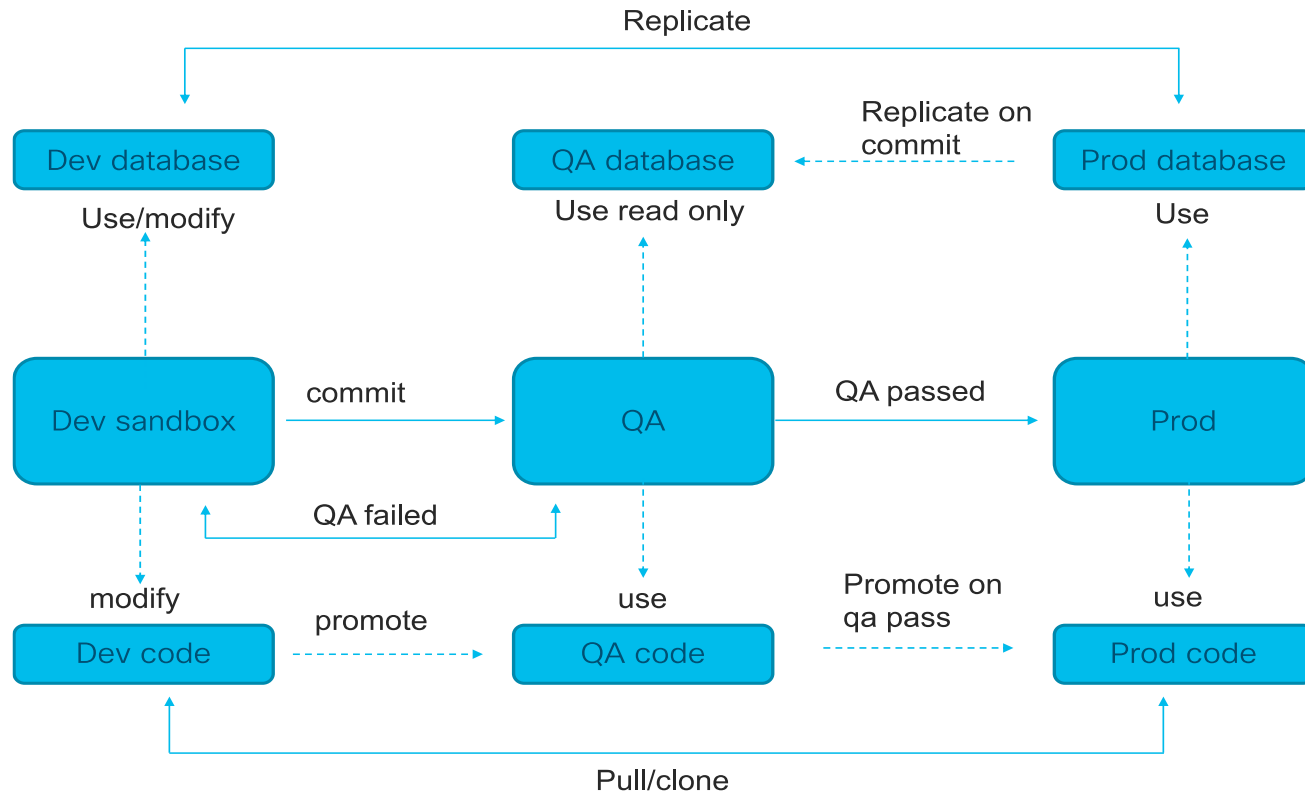 Replicate
Replicate on
commit
Dev database
QA database
Prod database
Use/modify
Use read only
Use
commit
QA passed
Dev sandbox
QA
Prod
QA failed
modify
use
Promote on
qa pass
use
promote
Dev code
QA code
Prod code
Pull/clone